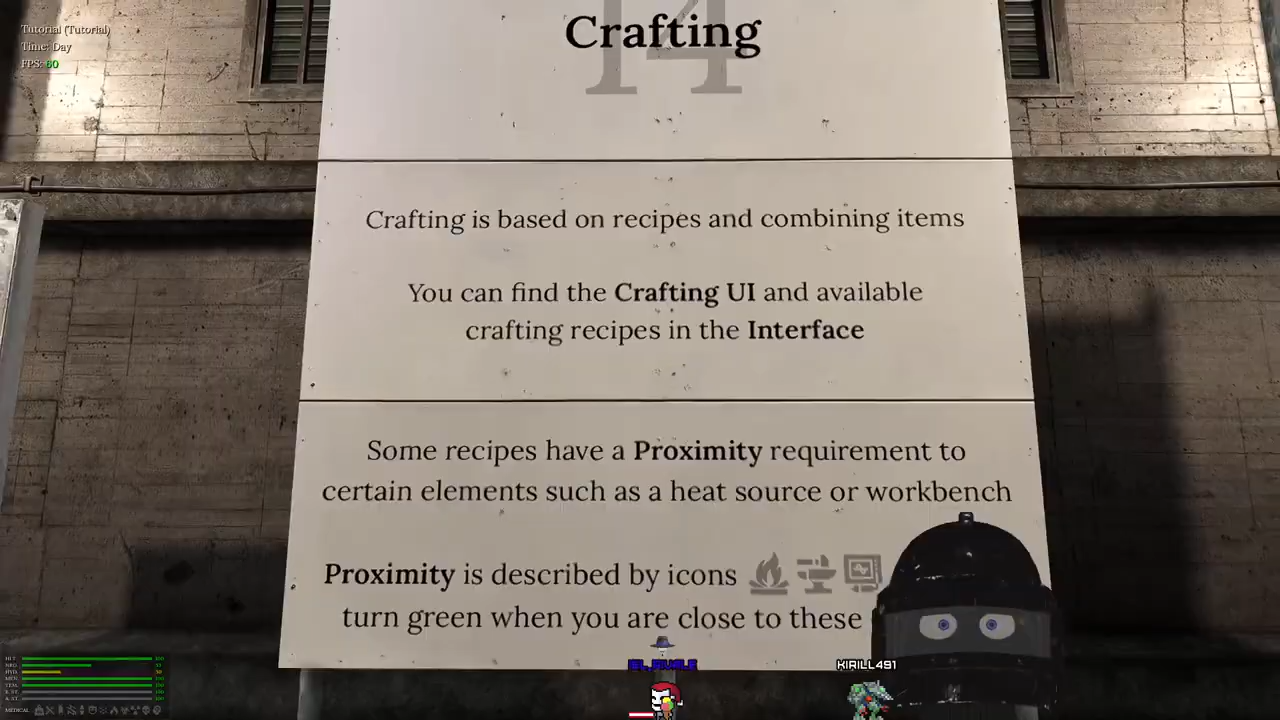 Tutorial (Tutorial)
Time: Day
FPS: 60
14
Crafting
Crafting is based on recipes and combining items
You can find the Crafting UI and available
crafting recipes in the Interface
Some recipes have a Proximity requirement to
certain elements such as a heat source or workbench
Proximity is described by icons
turn green when you are close to these
KIRILL491
MEDICAL